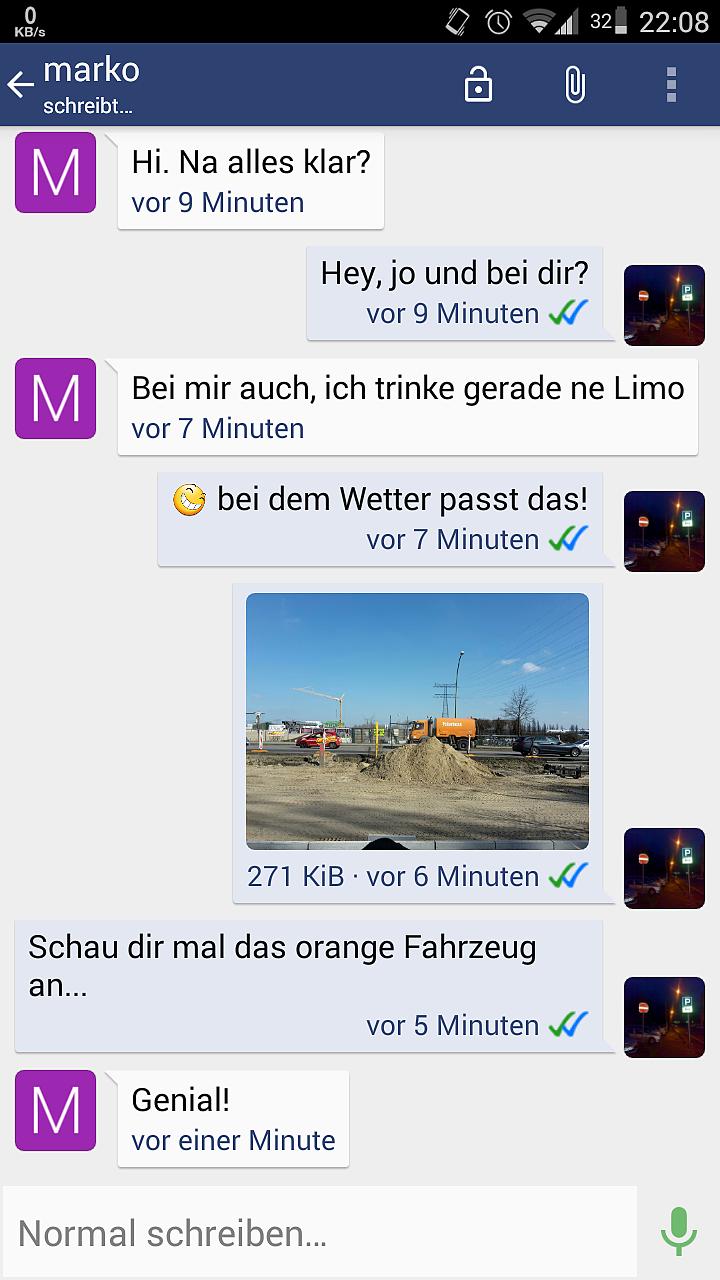 0
KB/s
32
22:08
marko
schreibt...
M
Hi. Na alles klar?
vor 9 Minuten
Hey, jo und bei dir?
vor 9 Minuten
P
M
Bei mir auch, ich trinke gerade ne Limo
vor 7 Minuten
bei dem Wetter passt das!
vor 7 Minuten
P
271 KiB · vor 6 Minuten
P
Schau dir mal das orange Fahrzeug
an...
vor 5 Minuten
P
M
Genial!
vor einer Minute
Normal schreiben...